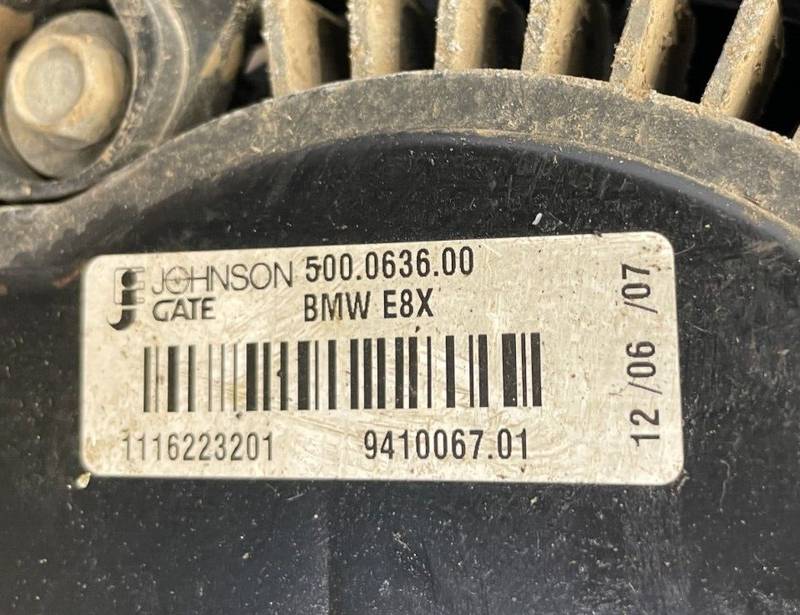 JOHNSON 500.0636.00
GATE BMW E8X
1116223201 9410067.01
12 /06 /07